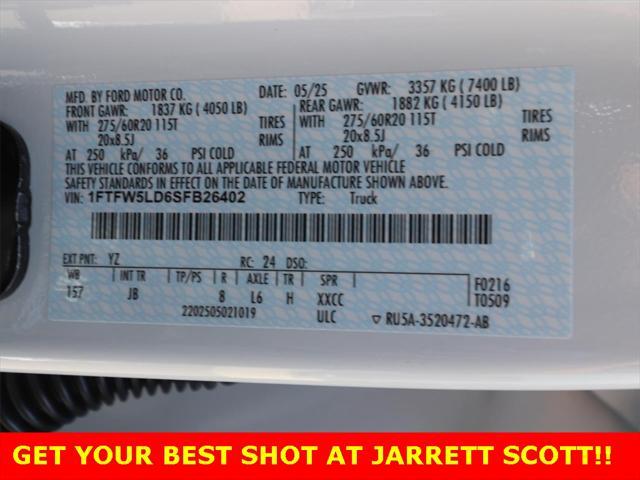 MFD. BY FORD MOTOR CO. DATE: 05/25 GVWR: 3357 KG ( 7400 LB)
FRONT GAWR: 1837 KG ( 4050 LB) REAR GAWR: 1882 KG ( 4150 LB)
WITH 275/60R20 115T TIRES WITH 275/60R20 115T TIRES
20x8.5J RIMS 20x8.5J RIMS
AT 250 kPa/ 36 PSI COLD AT 250 kPa/ 36 PSI COLD
THIS VEHICLE CONFORMS TO ALL APPLICABLE FEDERAL MOTOR VEHICLE
SAFETY STANDARDS IN EFFECT ON THE DATE OF MANUFACTURE SHOWN ABOVE.
VIN: 1FTFW5LD6SFB26402 TYPE: Truck
EXT PNT: YZ RC: 24 DSO:
WB INT TR TP/PS R AXLE TR SPR F0216
157 JB 8 L6 H XXCC T0509
2202505021019 ULC ▽ RU5A-3520472-AB
GET YOUR BEST SHOT AT JARRETT SCOTT!!